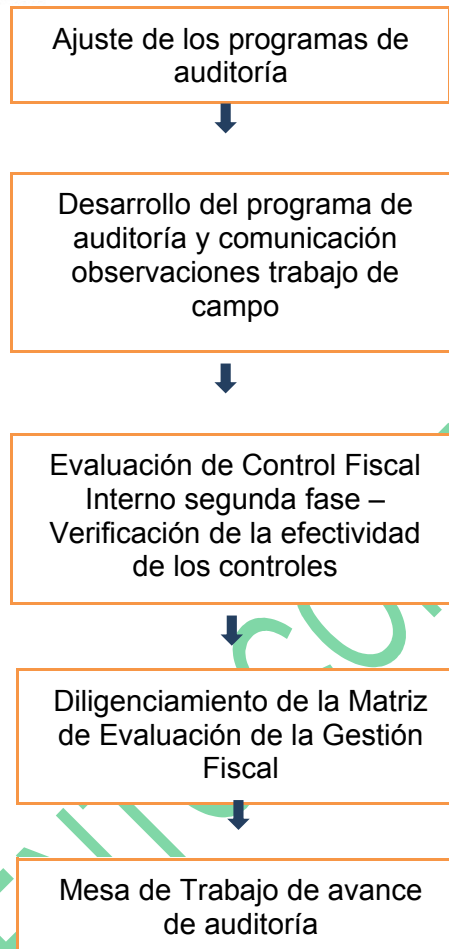 Ajuste de los programas de
auditoría
Desarrollo del programa de
auditoría y comunicación
observaciones trabajo de
campo
Evaluación de Control Fiscal
Interno segunda fase –
Verificación de la efectividad
de los controles
Diligenciamiento de la Matriz
de Evaluación de la Gestión
Fiscal
Mesa de Trabajo de avance
de auditoría